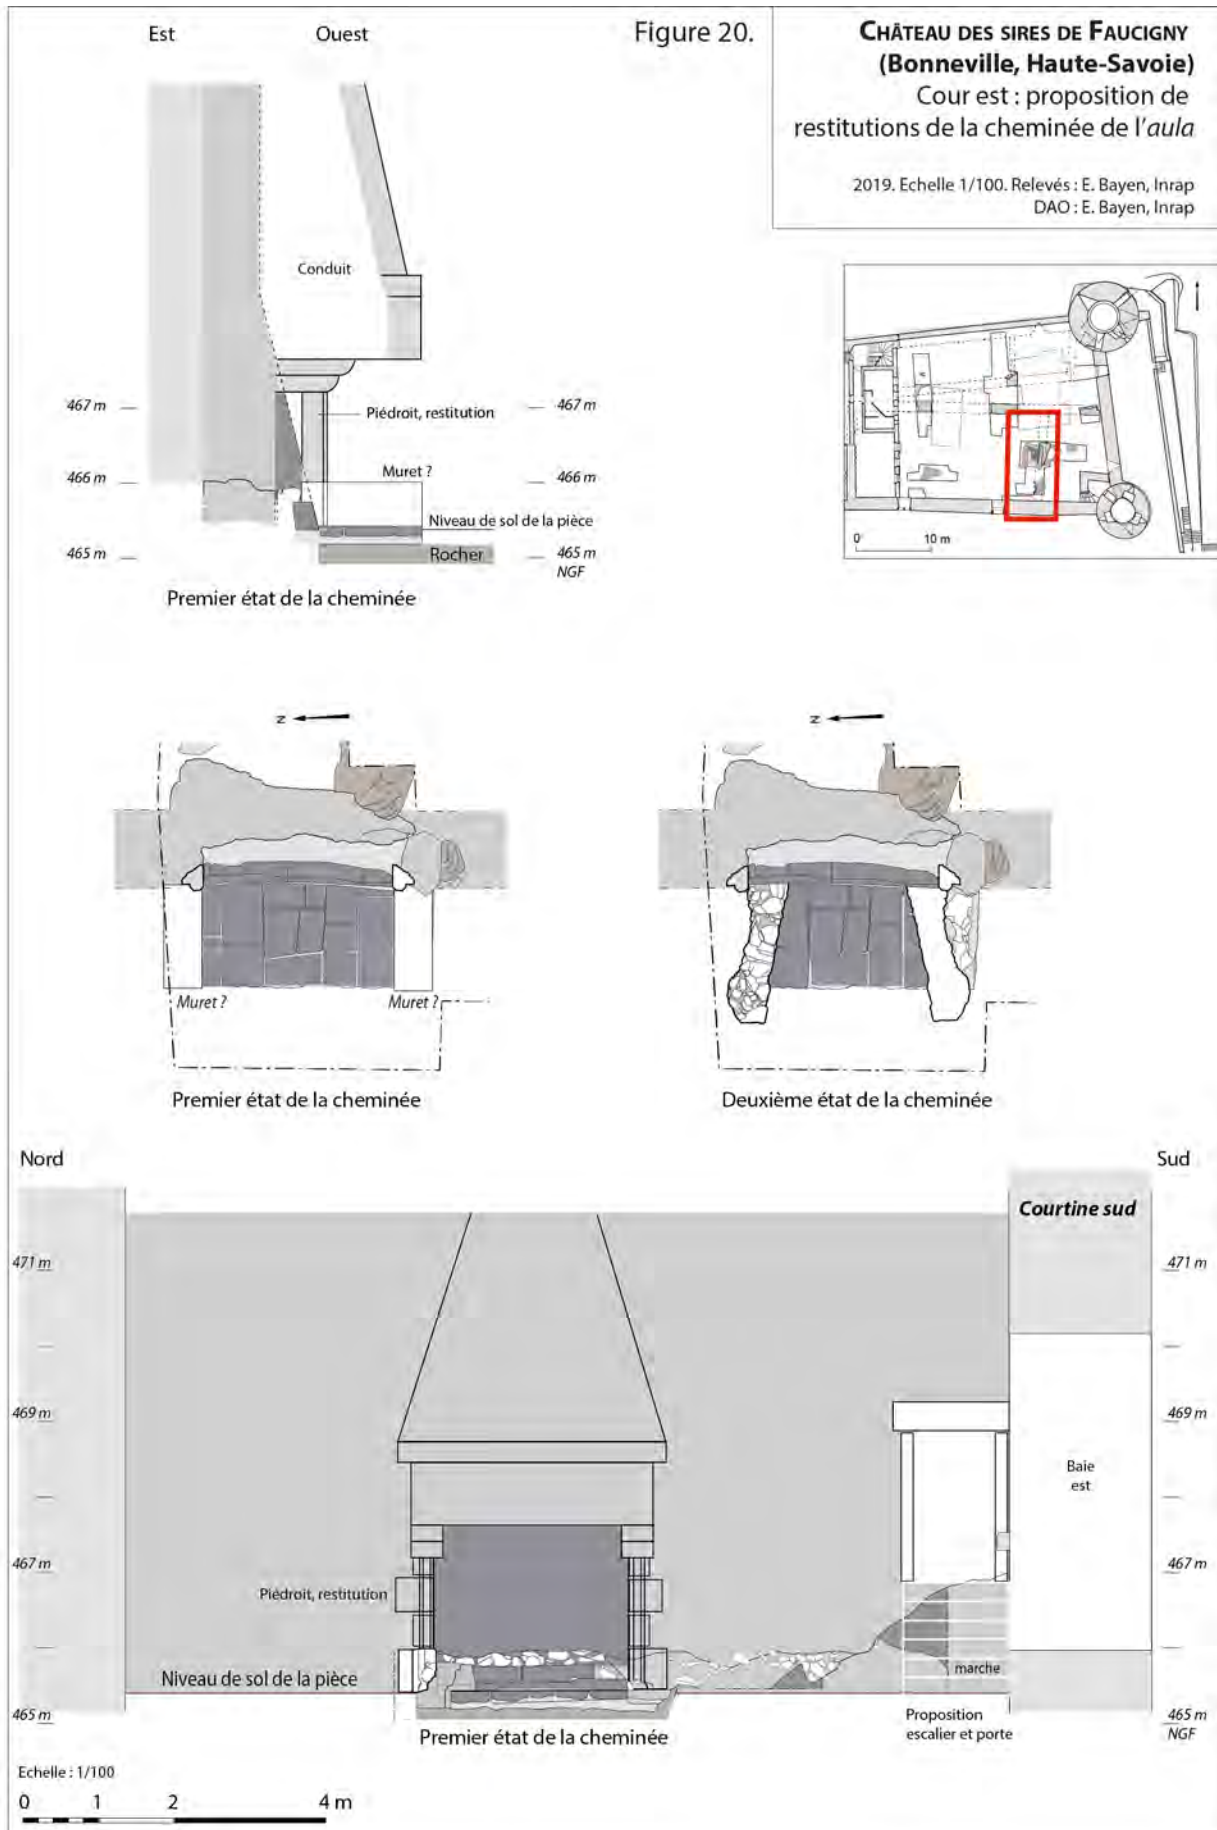 Figure 20.
CHÂTEAU DES SIRES DE FAUCIGNY
(Bonneville, Haute-Savoie)
Cour est : proposition de
restitutions de la cheminée de l'aula
2019. Echelle 1/100. Relevés : E. Bayen, Inrap
DAO : E. Bayen, Inrap
Est
Ouest
Conduit
467 m
Piédroit, restitution
467 m
Muret ?
466 m
466 m
Niveau de sol de la pièce
465 m
Rocher
465 m
NGF
Premier état de la cheminée
0
10 m
N
N
Muret ?
Muret ?
Premier état de la cheminée
Deuxième état de la cheminée
Nord
Sud
Courtine sud
471 m
471 m
469 m
469 m
Baie
est
467 m
467 m
Piédroit, restitution
Niveau de sol de la pièce
marche
465 m
465 m
NGF
Proposition
escalier et porte
Premier état de la cheminée
Echelle : 1/100
0 1 2 4 m